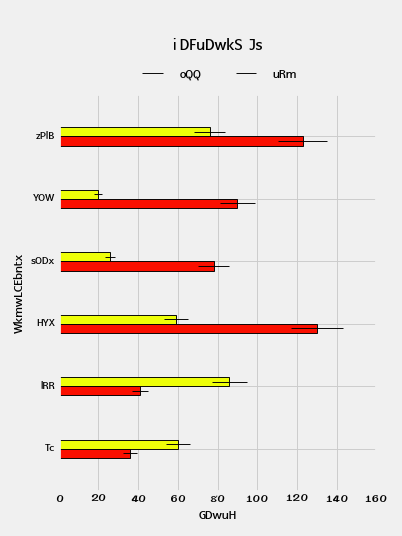 i DFuDwkS Js
oQQ uRm
zPlB
YOW
sODx
HYX
lRR
Tc
WkmwLCEbnEx
0 20 40 60 80 100 120 140 160
GDwuH